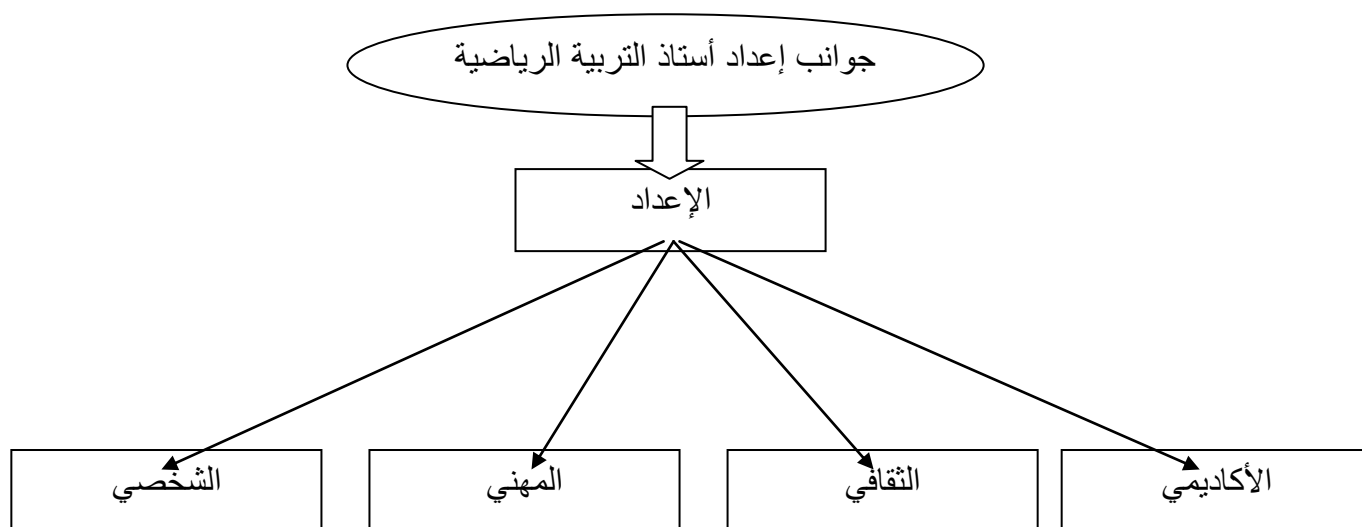 جوانب إعداد أستاذ التربية الرياضية
الإعداد
الأكاديمي
الثقافي
المهني
الشخصي